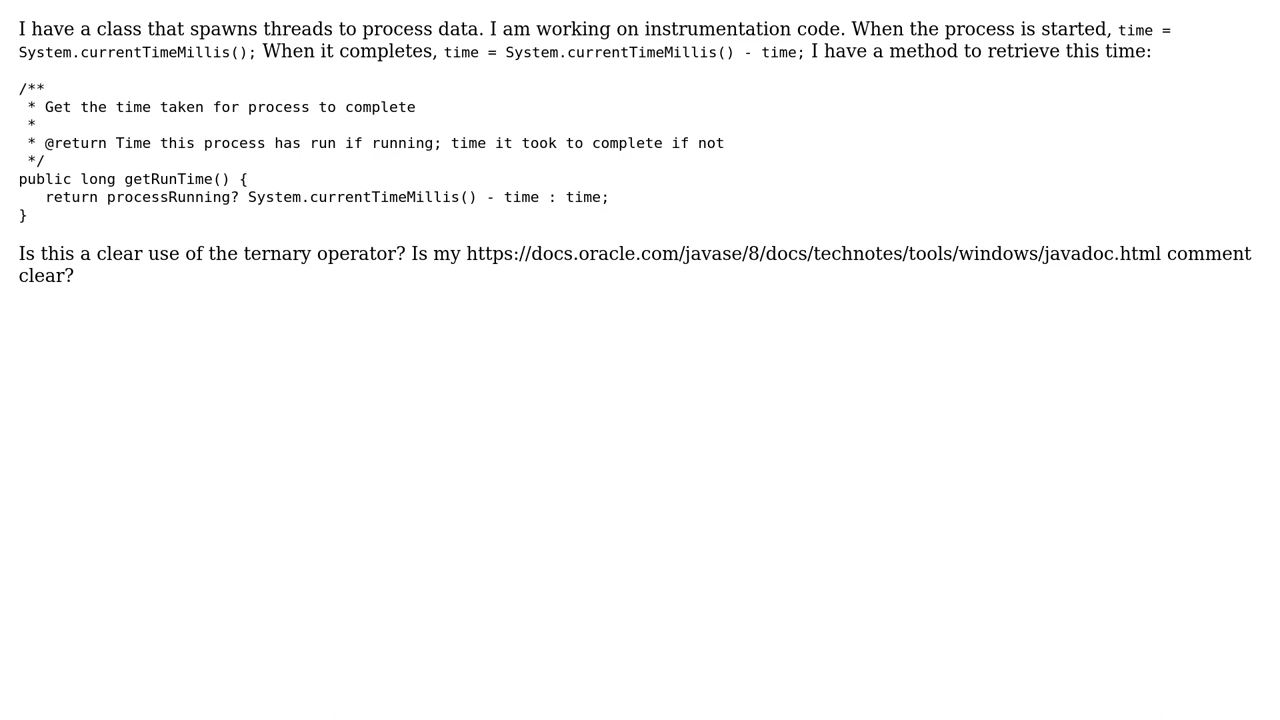 I have a class that spawns threads to process data. I am working on instrumentation code. When the process is started, time =
System.currentTimeMillis(); When it completes, time = System.currentTimeMillis() - time; I have a method to retrieve this time:
/**
 * Get the time taken for process to complete
 *
 * @return Time this process has run if running; time it took to complete if not
 */
public long getRunTime() {
   return processRunning? System.currentTimeMillis() - time : time;
}
Is this a clear use of the ternary operator? Is my https://docs.oracle.com/javase/8/docs/technotes/tools/windows/javadoc.html comment
clear?